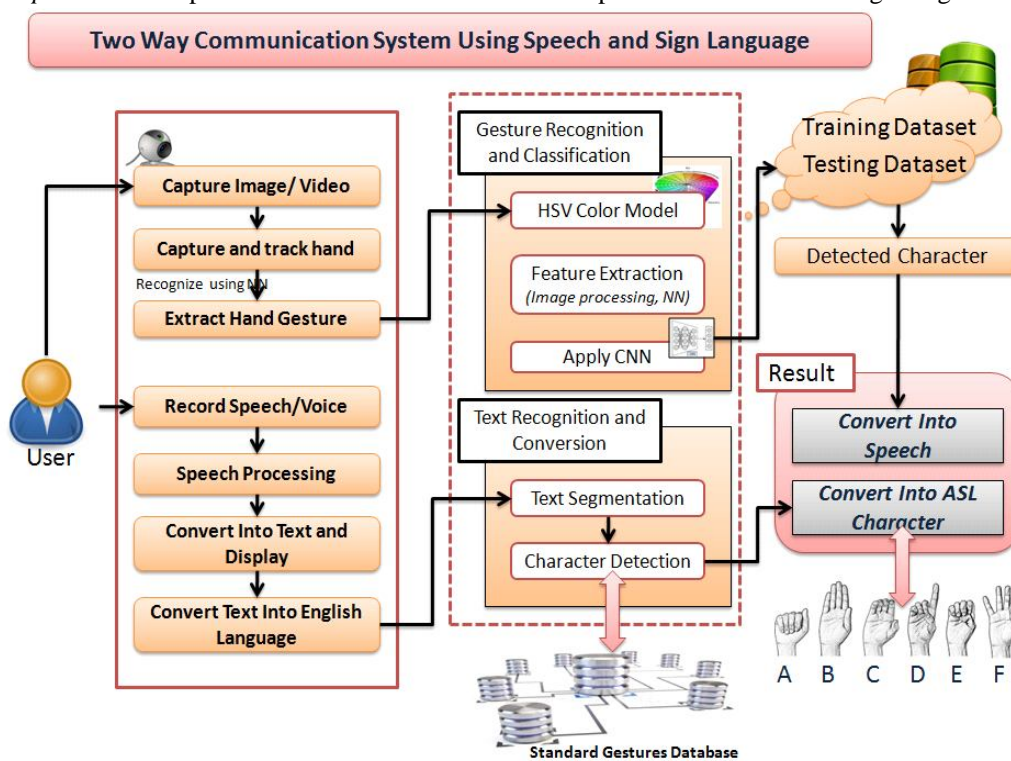 Two Way Communication System Using Speech and Sign Language
Capture Image/ Video
Capture and track hand
Recognize using NN
Extract Hand Gesture
User
Record Speech/Voice
Speech Processing
Convert Into Text and
Display
Convert Text Into English
Language
Gesture Recognition
and Classification
HSV Color Model
Feature Extraction
(Image processing, NN)
Apply CNN
Text Recognition and
Conversion
Text Segmentation
Character Detection
Standard Gestures Database
Training Dataset
Testing Dataset
Detected Character
Result
Convert Into
Speech
Convert Into ASL
Character
A B C D E F